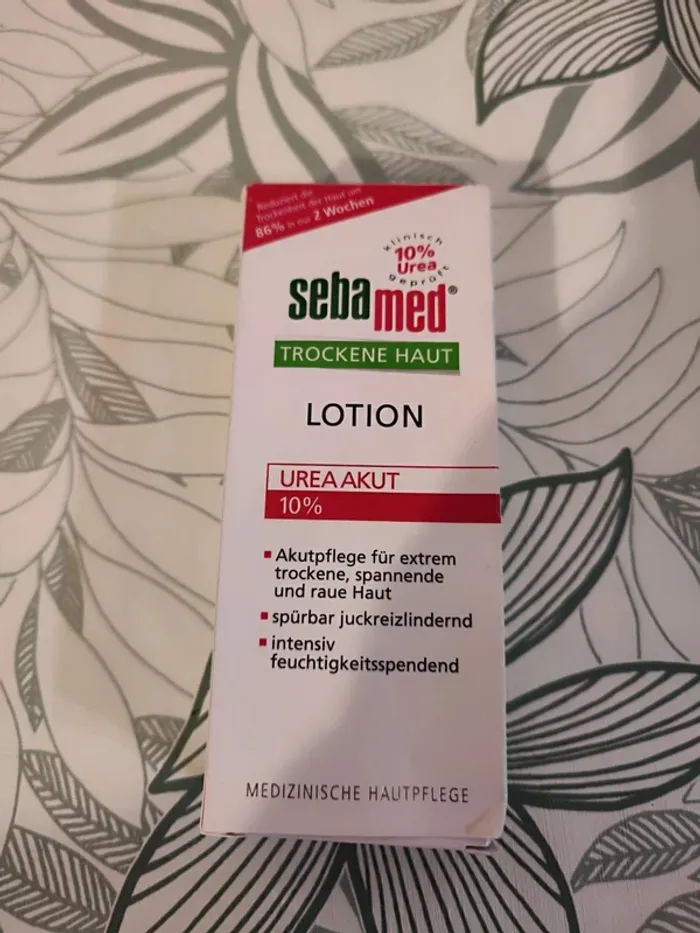 Reduziert die
Trockenheit der Haut um
86% in nur 2 Wochen
klinisch
10%
Urea
geprüft
sebamed®
TROCKENE HAUT
LOTION
UREA AKUT
10%
Akutpflege für extrem
trockene, spannende
und raue Haut
spürbar juckreizlindernd
intensiv
feuchtigkeitsspendend
MEDIZINISCHE HAUTPFLEGE